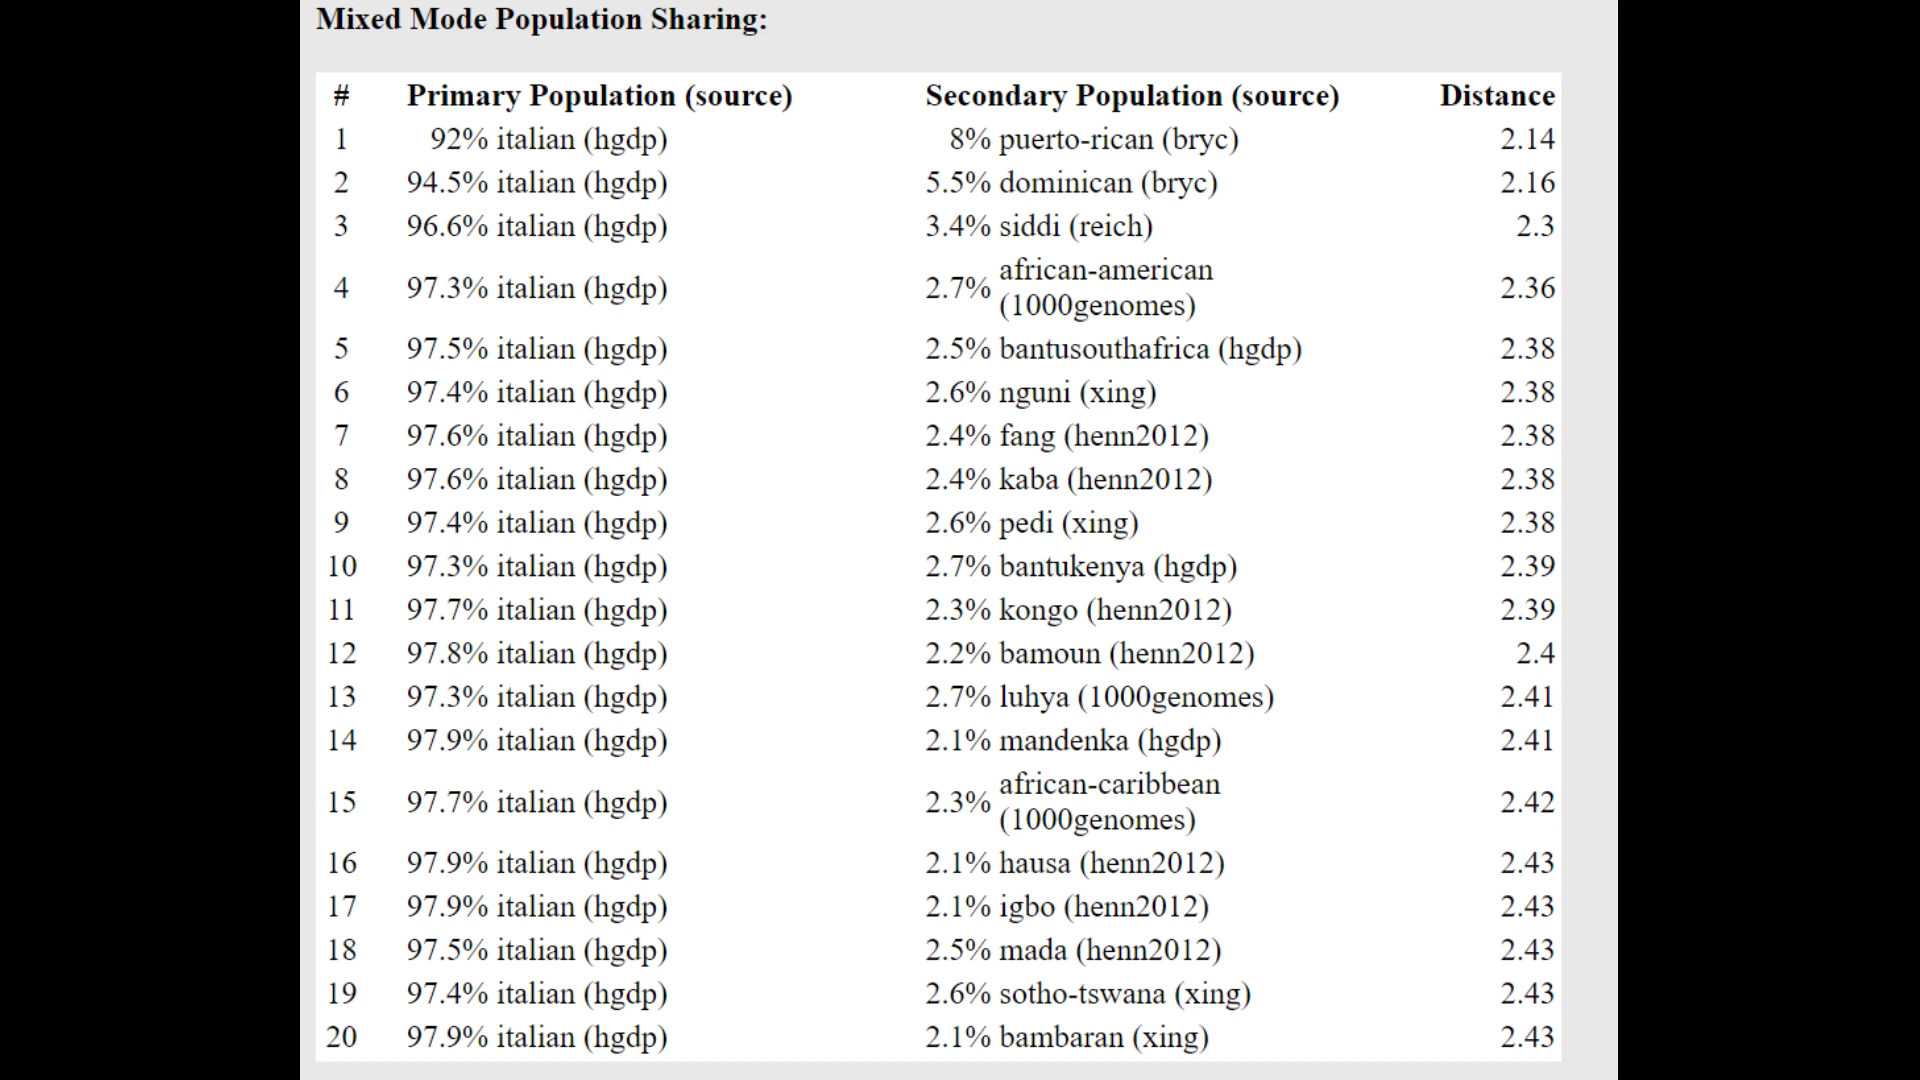 Mixed Mode Population Sharing:
# Primary Population (source) Secondary Population (source) Distance
1 92% italian (hgdp) 8% puerto-rican (bryc) 2.14
2 94.5% italian (hgdp) 5.5% dominican (bryc) 2.16
3 96.6% italian (hgdp) 3.4% siddi (reich) 2.3
4 97.3% italian (hgdp) 2.7% african-american (1000genomes) 2.36
5 97.5% italian (hgdp) 2.5% bantusouthafrica (hgdp) 2.38
6 97.4% italian (hgdp) 2.6% nguni (xing) 2.38
7 97.6% italian (hgdp) 2.4% fang (henn2012) 2.38
8 97.6% italian (hgdp) 2.4% kaba (henn2012) 2.38
9 97.4% italian (hgdp) 2.6% pedi (xing) 2.38
10 97.3% italian (hgdp) 2.7% bantukenya (hgdp) 2.39
11 97.7% italian (hgdp) 2.3% kongo (henn2012) 2.39
12 97.8% italian (hgdp) 2.2% bamoun (henn2012) 2.4
13 97.3% italian (hgdp) 2.7% luhya (1000genomes) 2.41
14 97.9% italian (hgdp) 2.1% mandenka (hgdp) 2.41
15 97.7% italian (hgdp) 2.3% african-caribbean (1000genomes) 2.42
16 97.9% italian (hgdp) 2.1% hausa (henn2012) 2.43
17 97.9% italian (hgdp) 2.1% igbo (henn2012) 2.43
18 97.5% italian (hgdp) 2.5% mada (henn2012) 2.43
19 97.4% italian (hgdp) 2.6% sotho-tswana (xing) 2.43
20 97.9% italian (hgdp) 2.1% bambaran (xing) 2.43